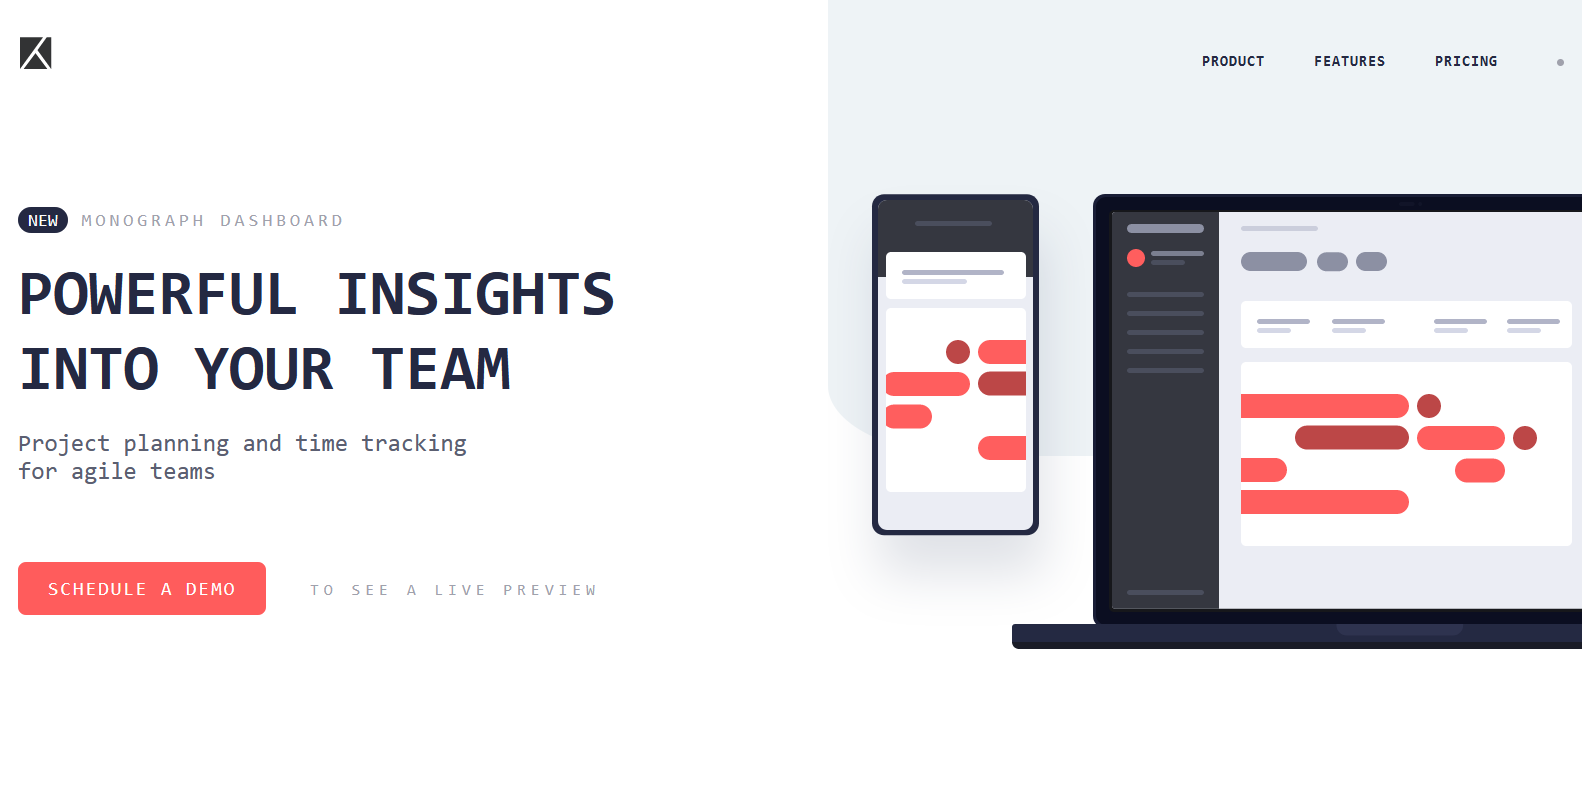 PRODUCT FEATURES PRICING
NEW MONOGRAPH DASHBOARD
POWERFUL INSIGHTS
INTO YOUR TEAM
Project planning and time tracking
for agile teams
SCHEDULE A DEMO TO SEE A LIVE PREVIEW